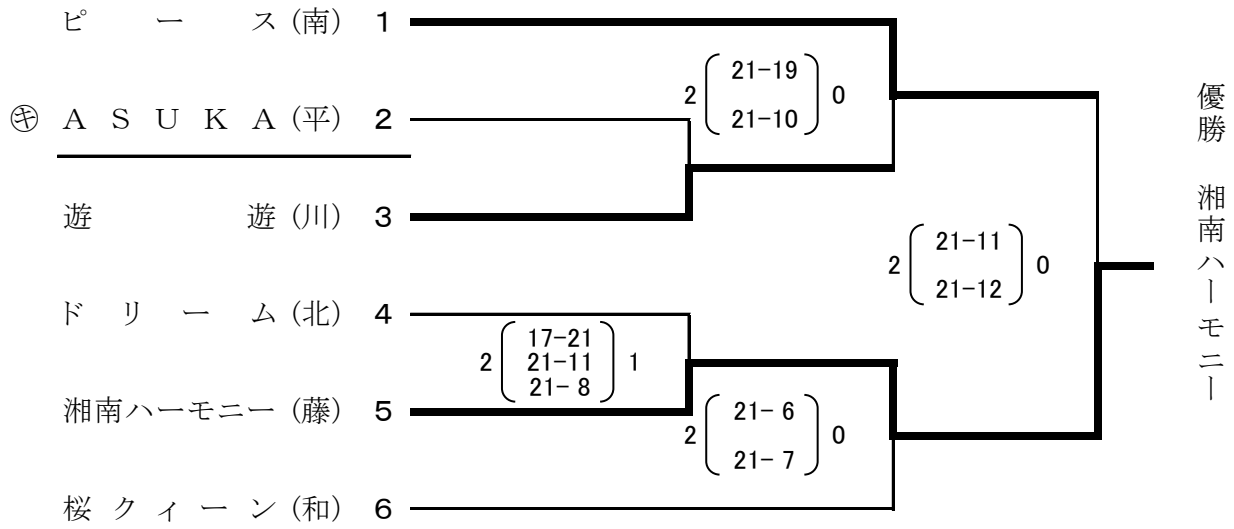 ピース (南) 1
2 21-19 0
21-10
㋖ ASUKA (平) 2
遊遊 (川) 3
2 21-11 0
21-12
ドリーム (北) 4
17-21
2 21-11 1
21- 8
湘南ハーモニー (藤) 5
2 21- 6 0
21- 7
桜クィーン (和) 6
優勝 湘南ハーモニー